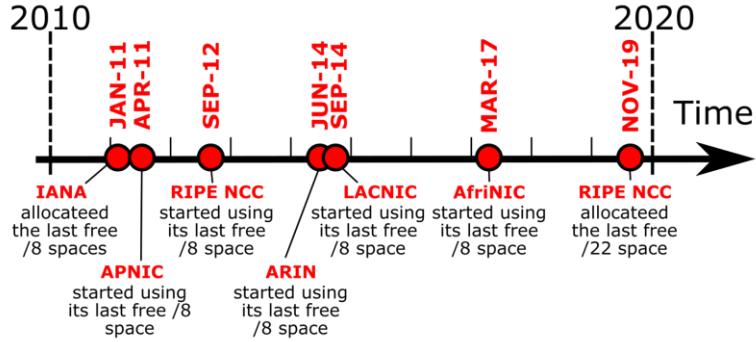 2010
2020
JAN-11
APR-11
SEP-12
JUN-14
SEP-14
MAR-17
NOV-19
Time
IANA
allocateed
the last free
/8 spaces
APNIC
started using
its last free /8
space
RIPE NCC
started using
its last free
/8 space
ARIN
started using
its last free
/8 space
LACNIC
started using
its last free
/8 space
AfriNIC
started using
its last free
/8 space
RIPE NCC
allocateed
the last free
/22 space